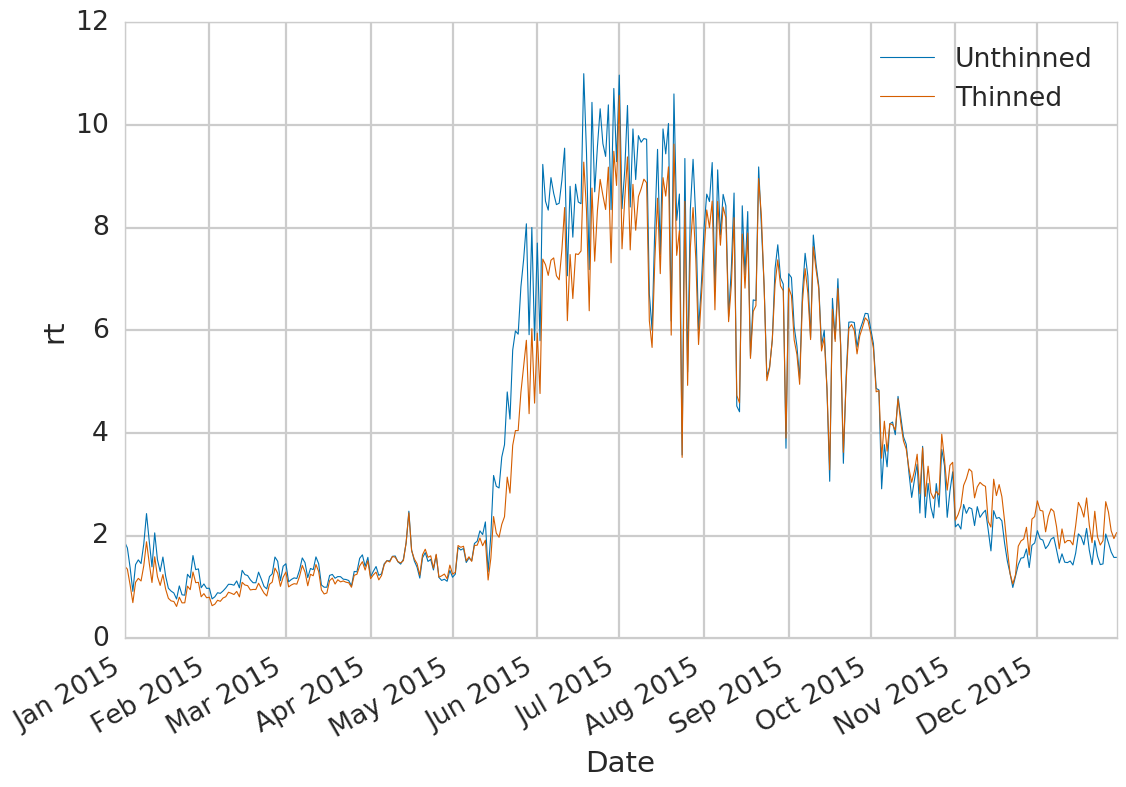 12
10
8
6
4
2
0
rt
Unthinned
Thinned
Jan 2015
Feb 2015
Mar 2015
Apr 2015
May 2015
Jun 2015
Jul 2015
Aug 2015
Sep 2015
Oct 2015
Nov 2015
Dec 2015
Date